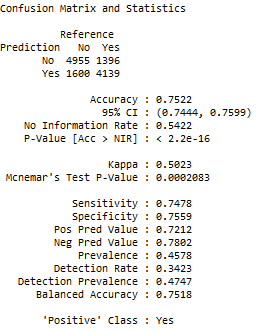 Confusion Matrix and Statistics
Reference
Prediction No Yes
No 4955 1396
Yes 1600 4139
Accuracy : 0.7522
95% CI : (0.7444, 0.7599)
No Information Rate : 0.5422
P-Value [Acc > NIR] : < 2.2e-16
Kappa : 0.5023
Mcnemar's Test P-Value : 0.0002083
Sensitivity : 0.7478
Specificity : 0.7559
Pos Pred Value : 0.7212
Neg Pred Value : 0.7802
Prevalence : 0.4578
Detection Rate : 0.3423
Detection Prevalence : 0.4747
Balanced Accuracy : 0.7518
'Positive' Class : Yes